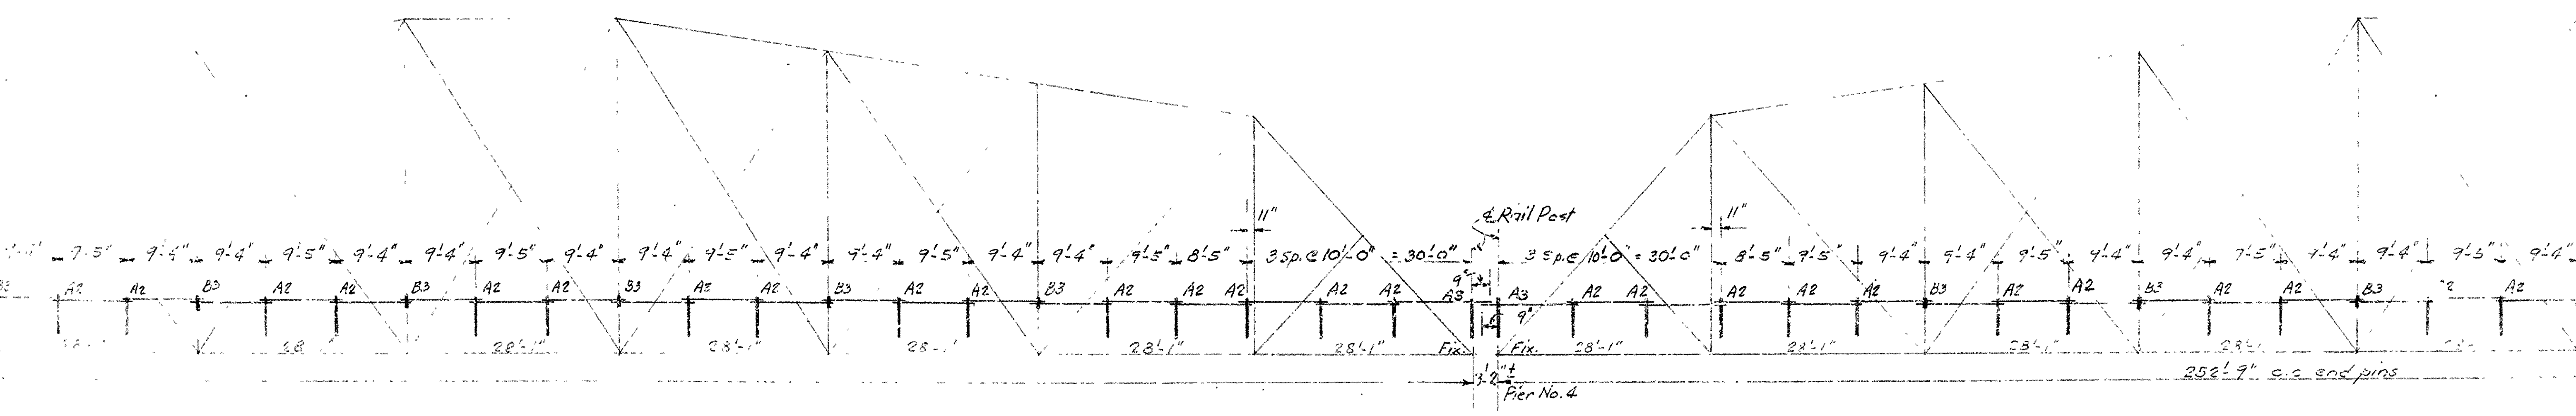 11" ₵ Rail Post 11"
9'-5" 9'-4" 9'-4" 9'-5" 9'-4" 9'-4" 9'-5" 9'-4" 9'-4" 9'-5" 9'-4" 9'-4" 9'-5" 9'-4" 9'-4" 9'-5" 8'-5" 3 sp. @ 10'-0" = 30'-0" 3 sp. @ 10'-0" = 30'-0" 8'-5" 9'-5" 9'-4" 9'-4" 9'-5" 9'-4" 9'-4" 9'-5" 9'-4" 9'-4" 9'-5" 9'-4"
9"
B3 A2 A2 B3 A2 A2 B3 A2 A2 B3 A2 A2 B3 A2 A2 B3 A2 A2 A2 A2 A2 A3 A3 A2 A2 A2 A2 A2 B3 A2 A2 B3 A2 A2 B3 A2
9"
28'-1" 28'-1" 28'-1" 28'-1" 28'-1" Fix. Fix. 28'-1" 28'-1" 28'-1"
3'-2"± 252'-9" c.c end pins
Pier No. 4